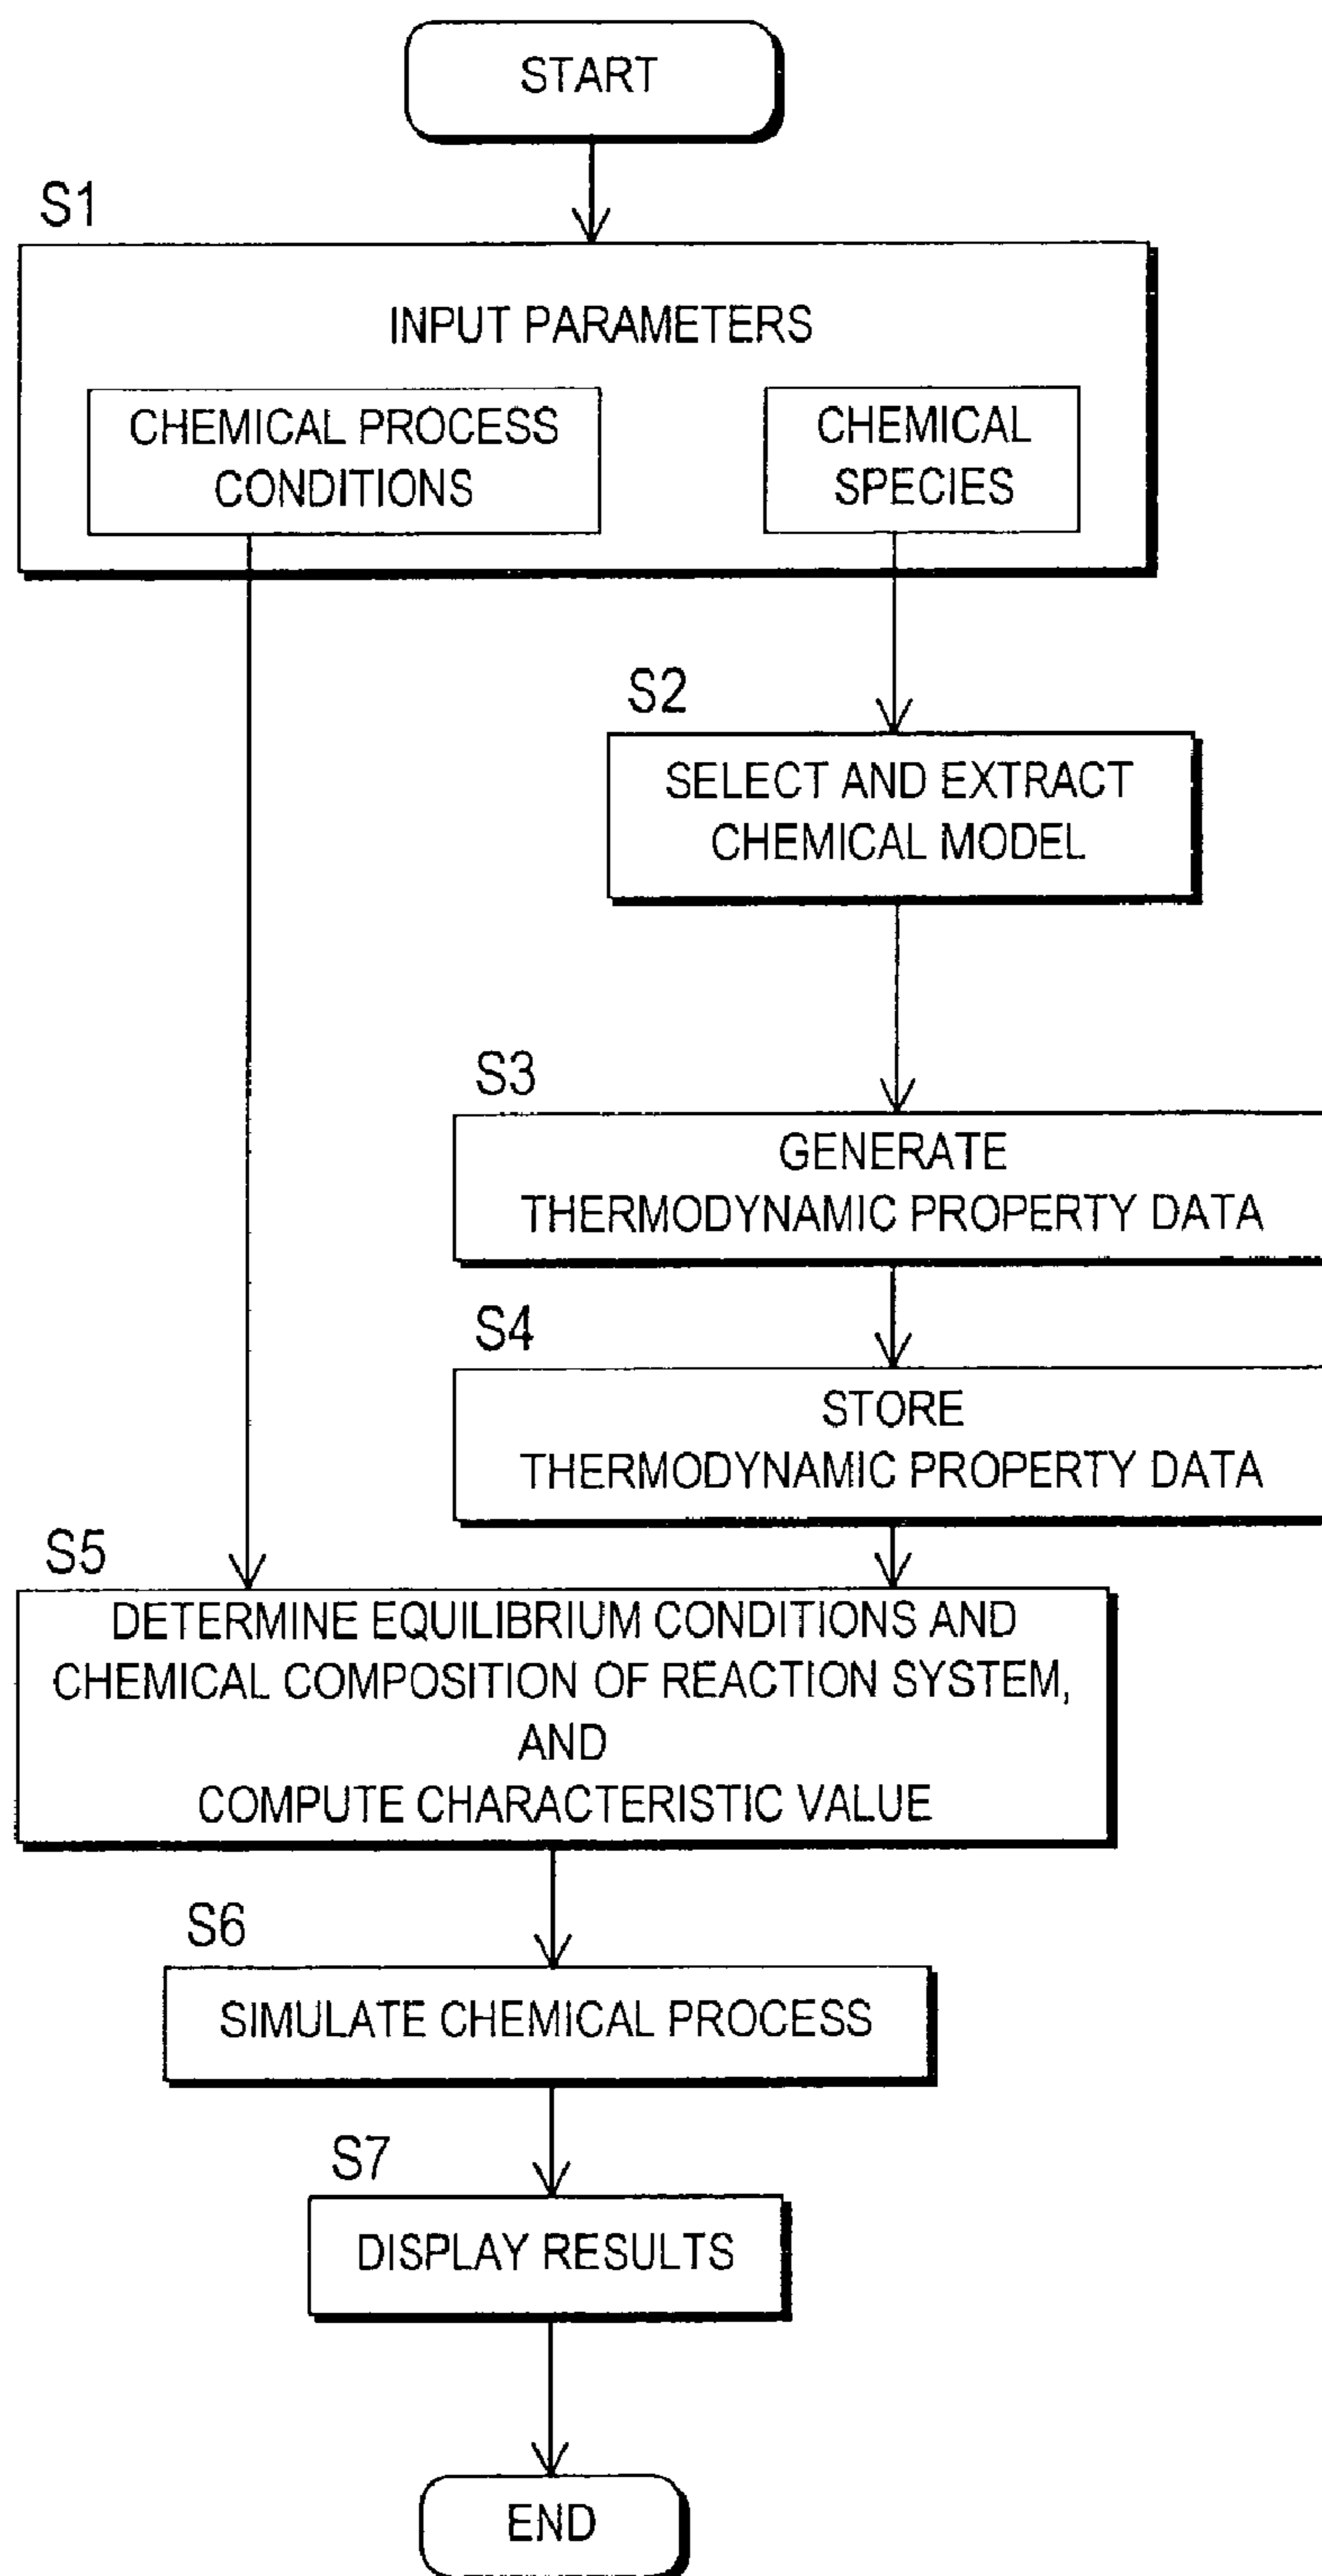 START
S1
INPUT PARAMETERS
CHEMICAL PROCESS
CONDITIONS
CHEMICAL
SPECIES
S2
SELECT AND EXTRACT
CHEMICAL MODEL
S3
GENERATE
THERMODYNAMIC PROPERTY DATA
S4
STORE
THERMODYNAMIC PROPERTY DATA
S5
DETERMINE EQUILIBRIUM CONDITIONS AND
CHEMICAL COMPOSITION OF REACTION SYSTEM,
AND
COMPUTE CHARACTERISTIC VALUE
S6
SIMULATE CHEMICAL PROCESS
S7
DISPLAY RESULTS
END